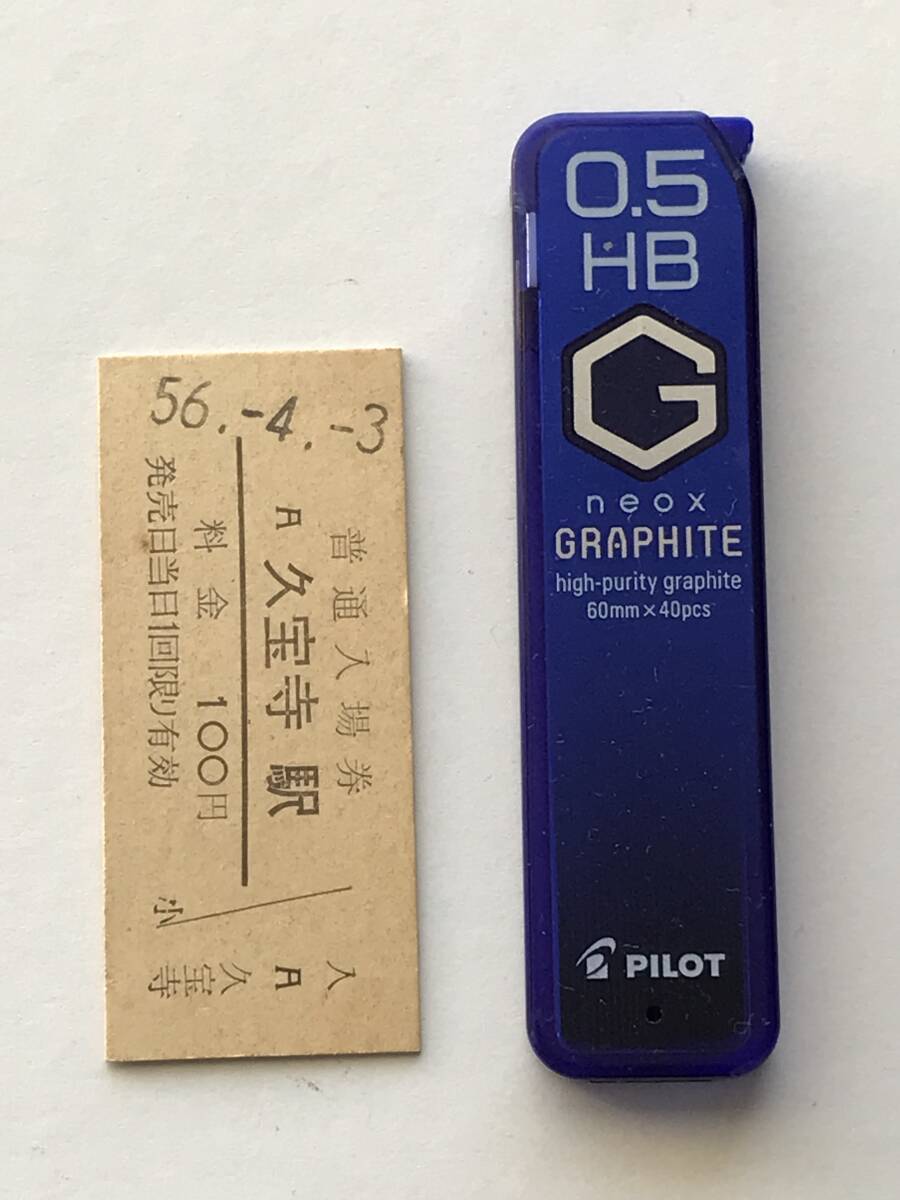 56.-4.-3
普通入場券
A 久宝寺駅
料金 100円
発売日当日1回限り有効
小
入
A
久宝寺
0.5
HB
G
neox
GRAPHITE
high-purity graphite
60mm×40pcs
PILOT